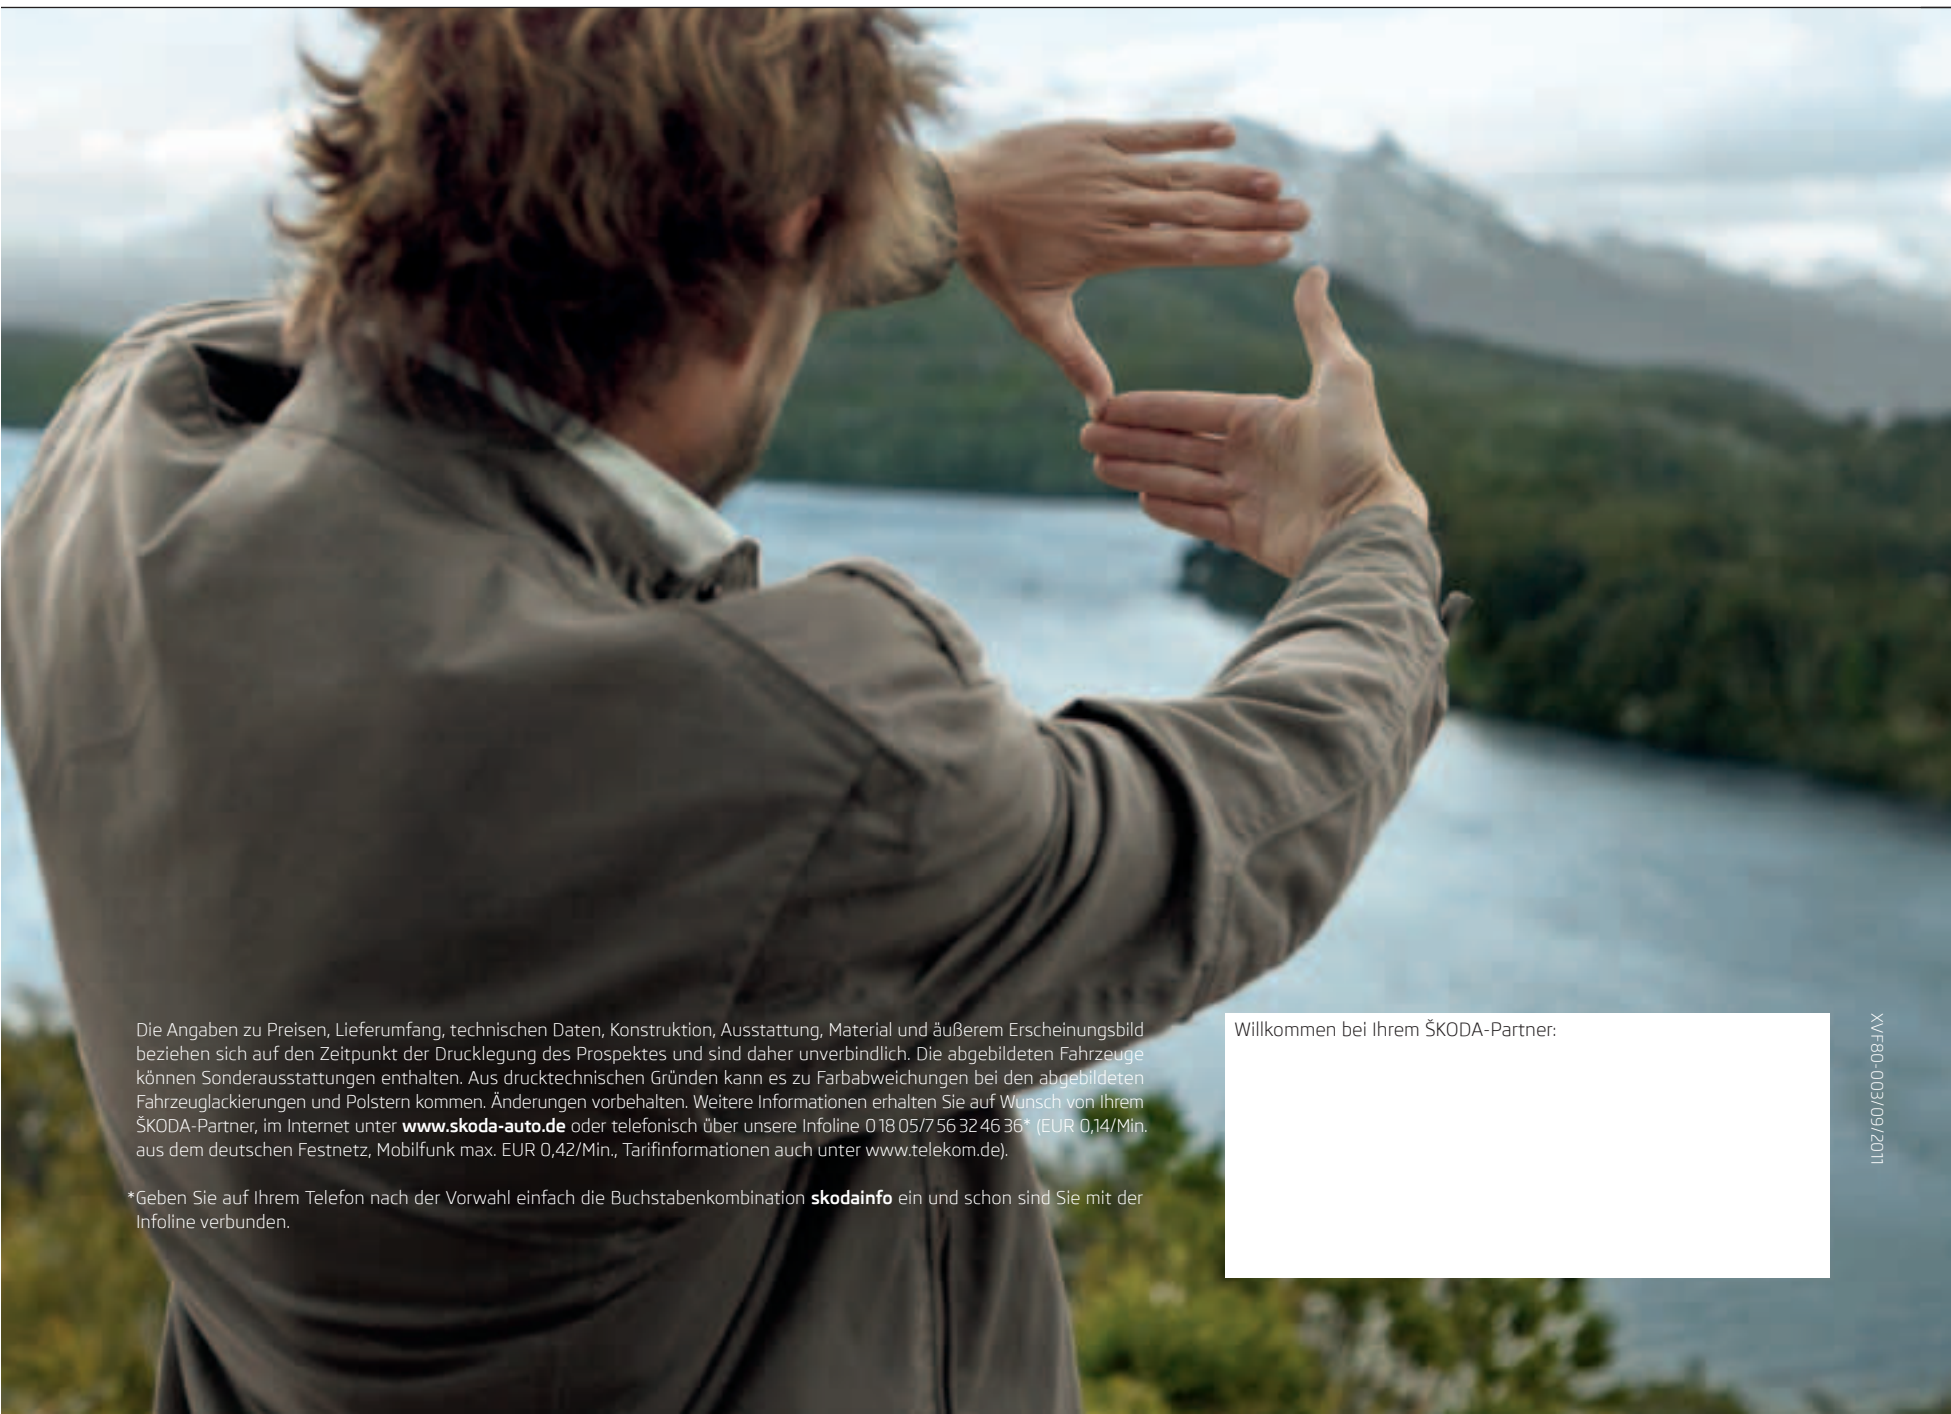 Die Angaben zu Preisen, Lieferumfang, technischen Daten, Konstruktion, Ausstattung, Material und äußerem Erscheinungsbild
beziehen sich auf den Zeitpunkt der Drucklegung des Prospektes und sind daher unverbindlich. Die abgebildeten Fahrzeuge
können Sonderausstattungen enthalten. Aus drucktechnischen Gründen kann es zu Farbabweichungen bei den abgebildeten
Fahrzeuglackierungen und Polstern kommen. Änderungen vorbehalten. Weitere Informationen erhalten Sie auf Wunsch von Ihrem
ŠKODA-Partner, im Internet unter www.skoda-auto.de oder telefonisch über unsere Infoline 0 18 05/7 56 32 46 36* (EUR 0,14/Min.
aus dem deutschen Festnetz, Mobilfunk max. EUR 0,42/Min., Tarifinformationen auch unter www.telekom.de).
*Geben Sie auf Ihrem Telefon nach der Vorwahl einfach die Buchstabenkombination skodainfo ein und schon sind Sie mit der
Infoline verbunden.
Willkommen bei Ihrem ŠKODA-Partner:
XVF80-003/09/2011